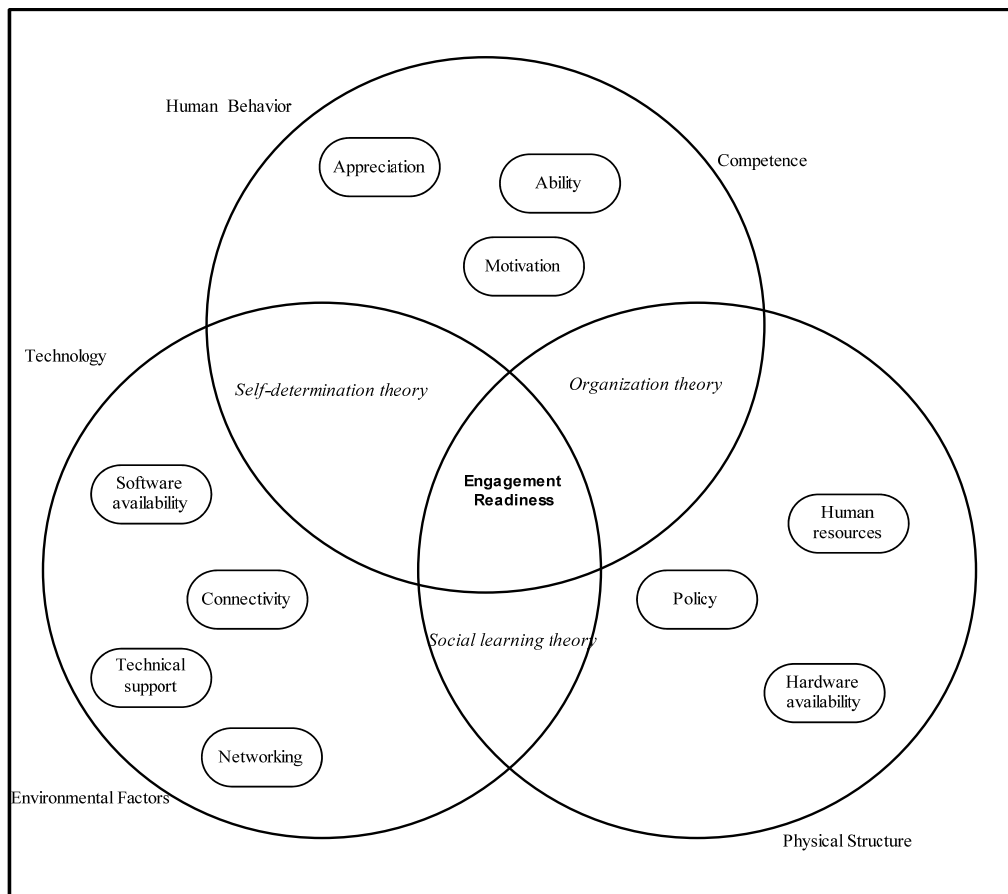 Human Behavior
Competence
Appreciation
Ability
Motivation
Technology
Self-determination theory
Organization theory
Software
availability
Engagement
Readiness
Human
resources
Connectivity
Policy
Social learning theory
Technical
support
Hardware
availability
Networking
Environmental Factors
Physical Structure